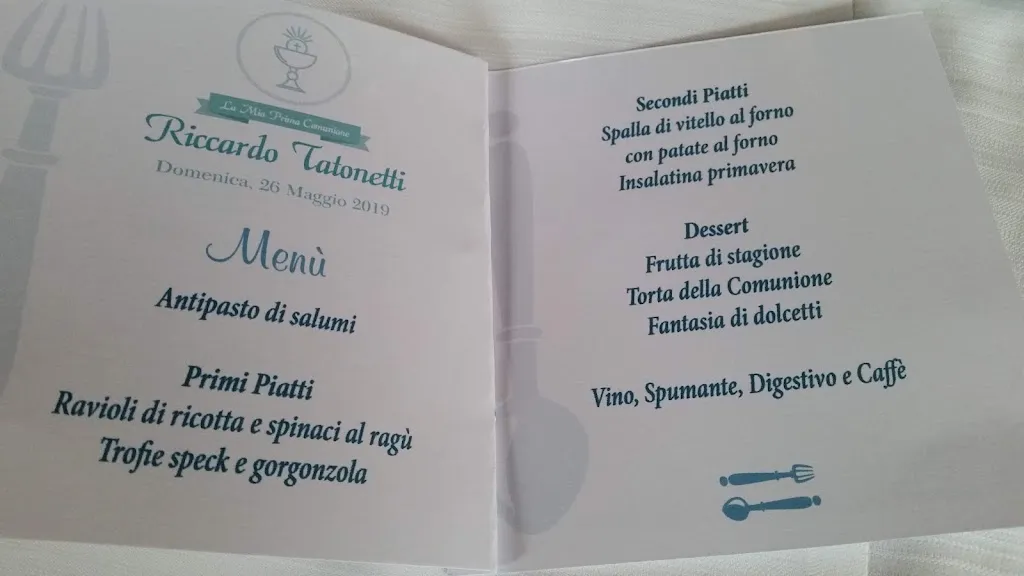 La Mia Prima Comunione
Riccardo Tatonetti
Domenica, 26 Maggio 2019
Menù
Antipasto di salumi
Primi Piatti
Ravioli di ricotta e spinaci al ragù
Trofie speck e gorgonzola
Secondi Piatti
Spalla di vitello al forno
con patate al forno
Insalatina primavera
Dessert
Frutta di stagione
Torta della Comunione
Fantasia di dolcetti
Vino, Spumante, Digestivo e Caffè